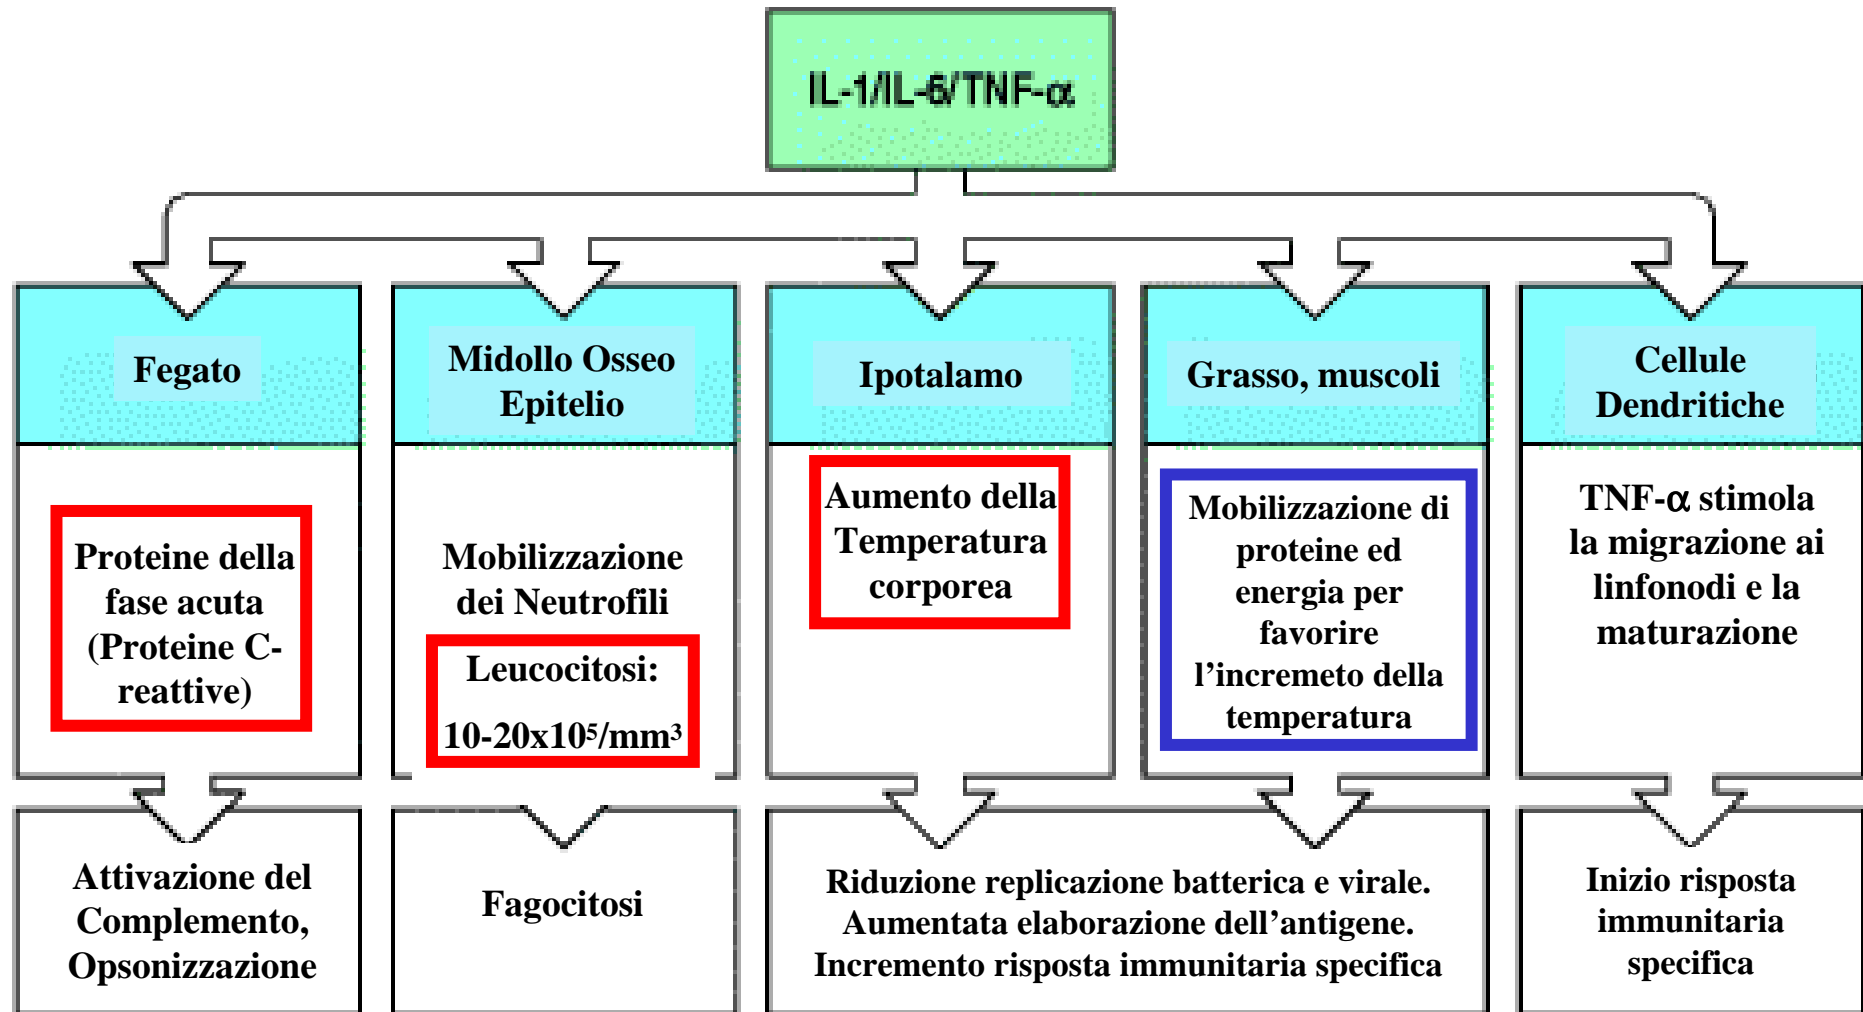 IL-1/IL-6/TNF-α
Fegato
Midollo Osseo
Epitelio
Ipotalamo
Grasso, muscoli
Cellule
Dendritiche
Proteine della
fase acuta
(Proteine C-
reattive)
Mobilizzazione
dei Neutrofili
Leucocitosi:
10-20x10⁵/mm³
Aumento della
Temperatura
corporea
Mobilizzazione di
proteine ed
energia per
favorire
l’incremeto della
temperatura
TNF-α stimola
la migrazione ai
linfonodi e la
maturazione
Attivazione del
Complemento,
Opsonizzazione
Fagocitosi
Riduzione replicazione batterica e virale.
Aumentata elaborazione dell’antigene.
Incremento risposta immunitaria specifica
Inizio risposta
immunitaria
specifica